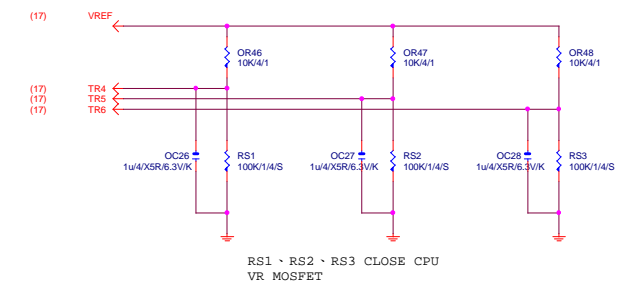 (17) VREF
OR46
10K/4/1
OR47
10K/4/1
OR48
10K/4/1
(17) TR4
(17) TR5
(17) TR6
OC26
1u/4/X5R/6.3V/K
RS1
100K/1/4/S
OC27
1u/4/X5R/6.3V/K
RS2
100K/1/4/S
OC28
1u/4/X5R/6.3V/K
RS3
100K/1/4/S
RS1、RS2、RS3 CLOSE CPU
VR MOSFET